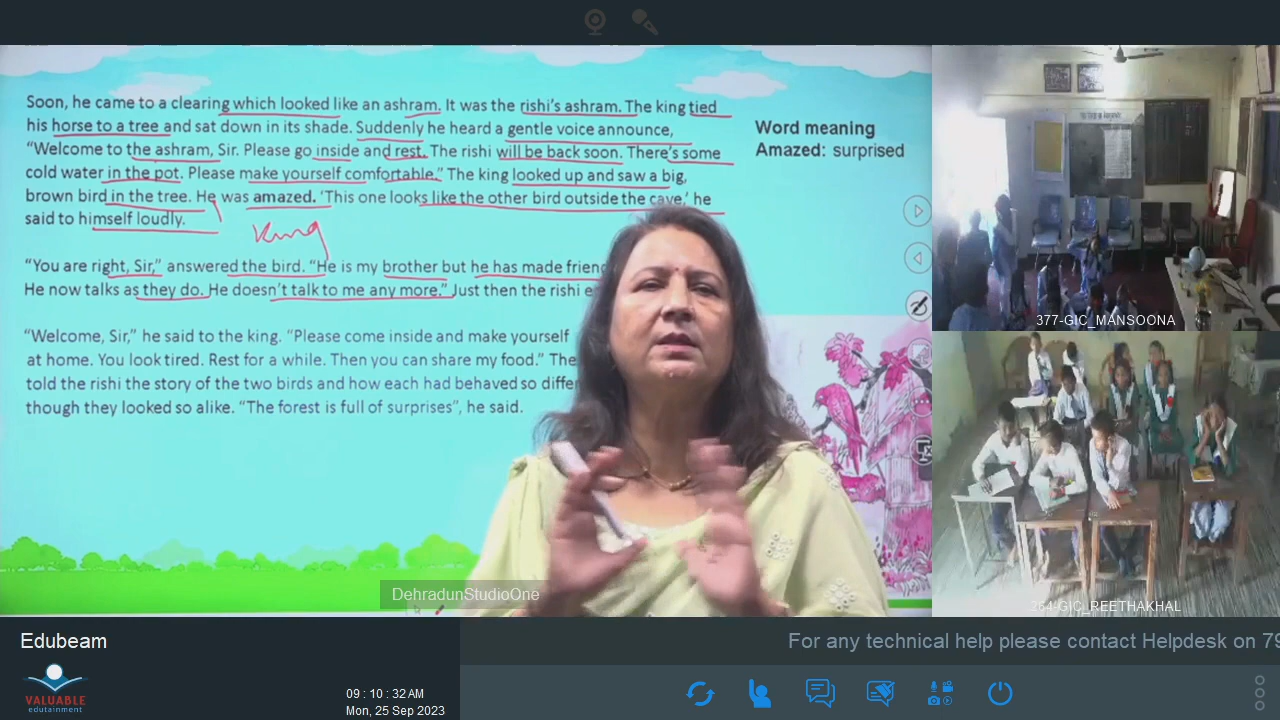 Soon, he came to a clearing which looked like an ashram. It was the rishi's ashram. The king tied
his horse to a tree and sat down in its shade. Suddenly he heard a gentle voice announce,
"Welcome to the ashram, Sir. Please go inside and rest. The rishi will be back soon. There's some
cold water in the pot. Please make yourself comfortable." The king looked up and saw a big,
brown bird in the tree. He was amazed. 'This one looks like the other bird outside the cave,' he
said to himself loudly.
king
"You are right, Sir," answered the bird. "He is my brother but he has made
He now talks as they do. He doesn't talk to me any more." Just then the rishi
"Welcome, Sir," he said to the king. "Please come inside and make yourself
at home. You look tired. Rest for a while. Then you can share my food." The
told the rishi the story of the two birds and how each had behaved so
though they looked so alike. "The forest is full of surprises", he said.
Word meaning
Amazed: surprised
377-GIC_MANSOONA
264-GIC_REETHAKHAL
DehradunStudioOne
Edubeam
For any technical help please contact Helpdesk on 79
VALUABLE
edutainment
09 : 10 : 32 AM
Mon, 25 Sep 2023